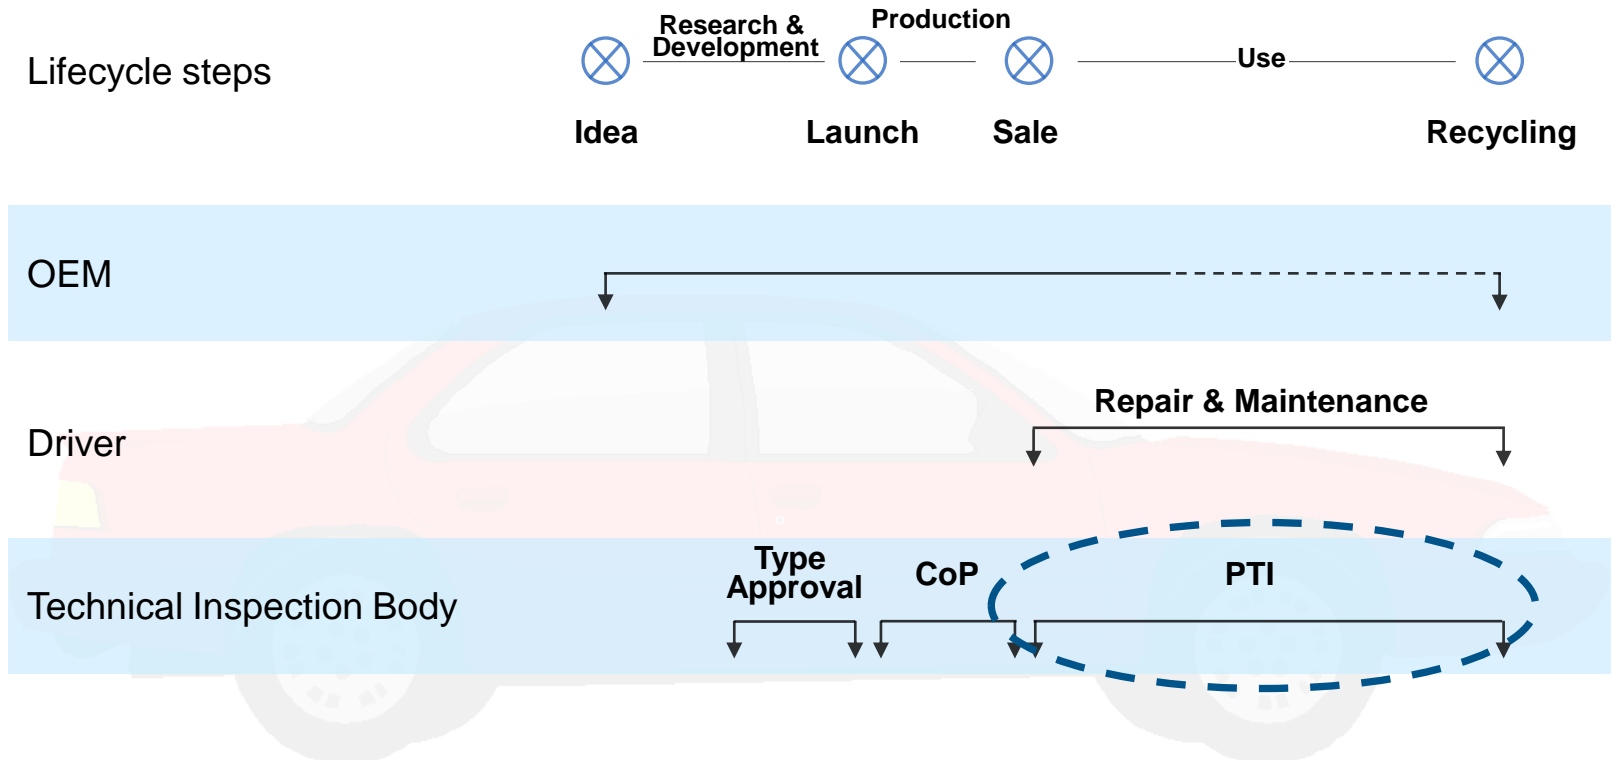 Research &
Development
Production
Lifecycle steps
Use
Idea
Launch
Sale
Recycling
OEM
Repair & Maintenance
Driver
Type
Approval
CoP
PTI
Technical Inspection Body